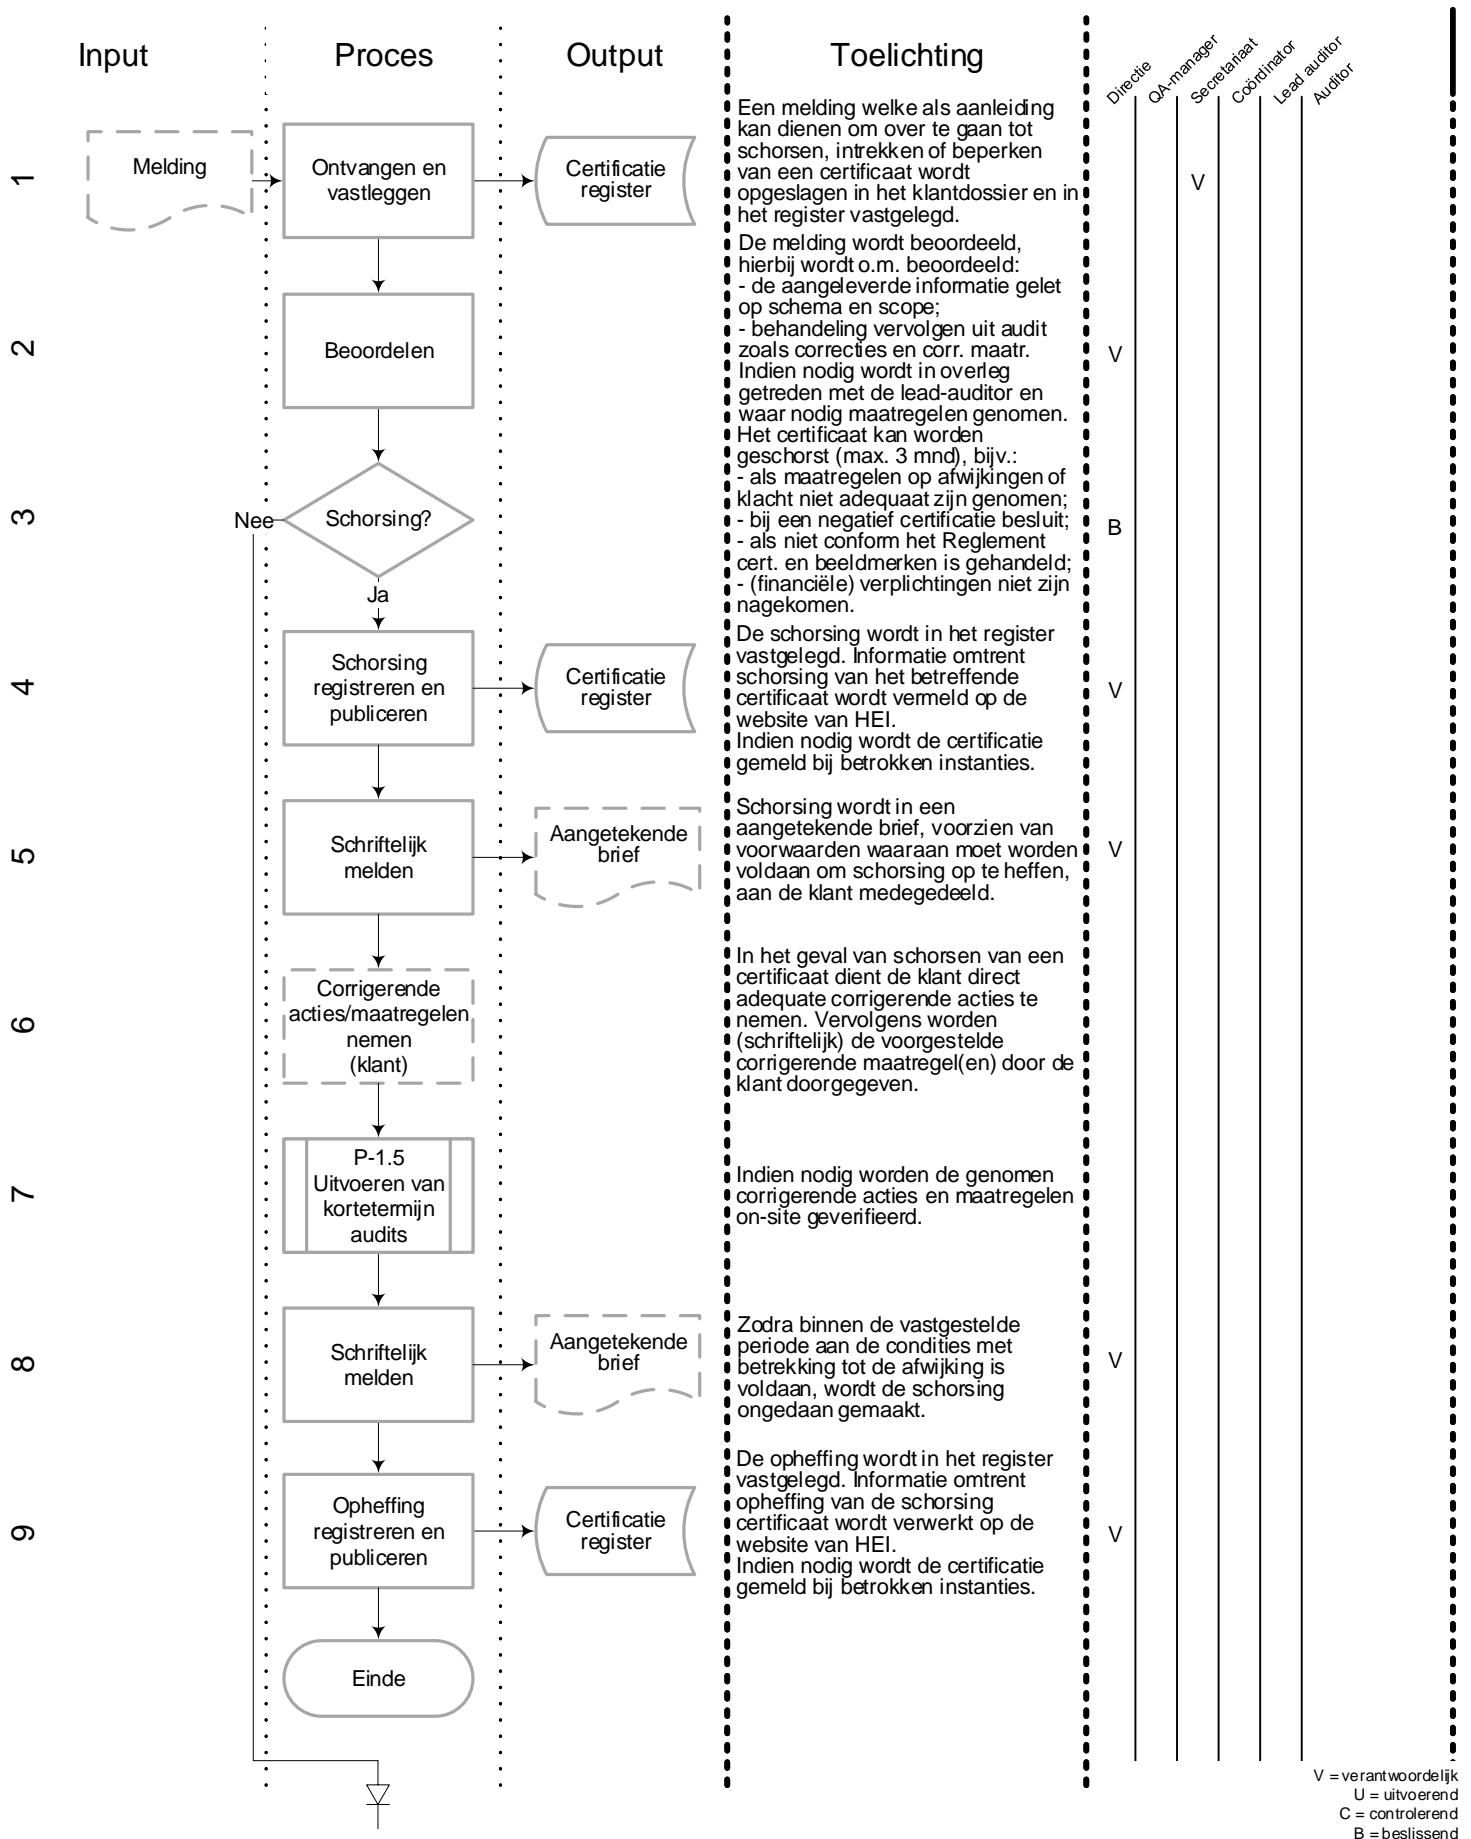 Input
Proces
Output
Toelichting
Directie
QA-manager
Secretariaat
Coördinator
Lead auditor
Auditor
1
Melding
Ontvangen en
vastleggen
Certificatie
register
Een melding welke als aanleiding
kan dienen om over te gaan tot
schorsen, intrekken of beperken
van een certificaat wordt
opgeslagen in het klantdossier en in
het register vastgelegd.
V
2
Beoordelen
De melding wordt beoordeeld,
hierbij wordt o.m. beoordeeld:
- de aangeleverde informatie gelet
op schema en scope;
- behandeling vervolgen uit audit
zoals correcties en corr. maatr.
Indien nodig wordt in overleg
getreden met de lead-auditor en
waar nodig maatregelen genomen.
V
3
Nee
Schorsing?
Ja
Het certificaat kan worden
geschorst (max. 3 mnd), bijv.:
- als maatregelen op afwijkingen of
klacht niet adequaat zijn genomen;
- bij een negatief certificatie besluit;
- als niet conform het Reglement
cert. en beeldmerken is gehandeld;
- (financiële) verplichtingen niet zijn
nagekomen.
B
4
Schorsing
registreren en
publiceren
Certificatie
register
De schorsing wordt in het register
vastgelegd. Informatie omtrent
schorsing van het betreffende
certificaat wordt vermeld op de
website van HEI.
Indien nodig wordt de certificatie
gemeld bij betrokken instanties.
V
5
Schriftelijk
melden
Aangetekende
brief
Schorsing wordt in een
aangetekende brief, voorzien van
voorwaarden waaraan moet worden
voldaan om schorsing op te heffen,
aan de klant medegedeeld.
V
6
Corrigerende
acties/maatregelen
nemen
(klant)
In het geval van schorsen van een
certificaat dient de klant direct
adequate corrigerende acties te
nemen. Vervolgens worden
(schriftelijk) de voorgestelde
corrigerende maatregel(en) door de
klant doorgegeven.
7
P-1.5
Uitvoeren van
kortetermijn
audits
Indien nodig worden de genomen
corrigerende acties en maatregelen
on-site geverifieerd.
8
Schriftelijk
melden
Aangetekende
brief
Zodra binnen de vastgestelde
periode aan de condities met
betrekking tot de afwijking is
voldaan, wordt de schorsing
ongedaan gemaakt.
V
9
Opheffing
registreren en
publiceren
Certificatie
register
De opheffing wordt in het register
vastgelegd. Informatie omtrent
opheffing van de schorsing
certificaat wordt verwerkt op de
website van HEI.
Indien nodig wordt de certificatie
gemeld bij betrokken instanties.
V
Einde
V = verantwoordelijk
U = uitvoerend
C = controlerend
B = beslissend